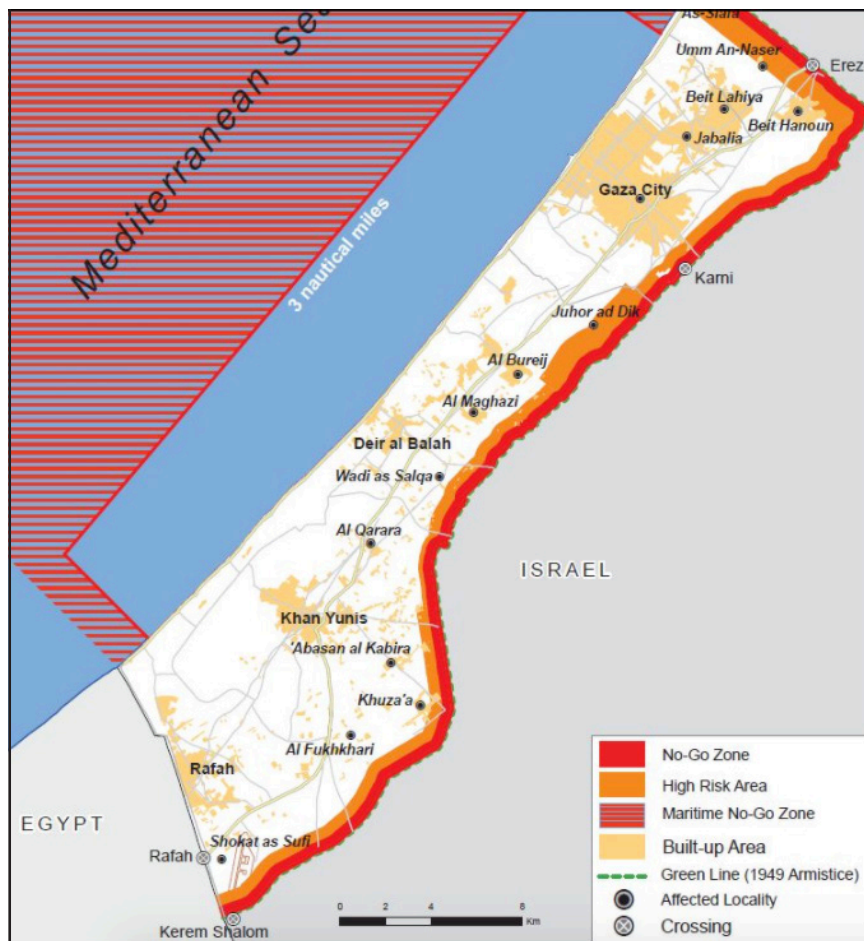 Mediterranean Sea
3 nautical miles
As-Siafa
Umm An-Naser
Erez
Beit Lahiya
Beit Hanoun
Jabalia
Gaza City
Karni
Juhor ad Dik
Al Bureij
Al Maghazi
Deir al Balah
Wadi as Salqa
Al Qarara
ISRAEL
Khan Yunis
'Abasan al Kabira
Khuza'a
Al Fukhkhari
Rafah
EGYPT
Rafah
Shokat as Sufi
Kerem Shalom
0 2 4 6 8
Km
No-Go Zone
High Risk Area
Maritime No-Go Zone
Built-up Area
Green Line (1949 Armistice)
Affected Locality
Crossing